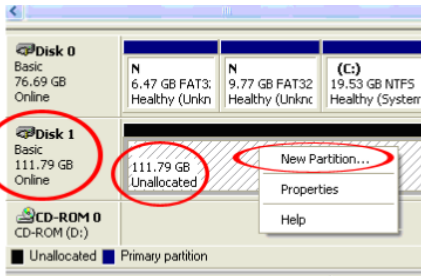 Disk 0
Basic
76.69 GB
Online
N
6.47 GB FAT3:
Healthy (Unkn
N
9.77 GB FAT32
Healthy (Unknc
(C:)
19.53 GB NTFS
Healthy (System
Disk 1
Basic
111.79 GB
Online
111.79 GB
Unallocated
New Partition...
Properties
Help
CD-ROM 0
CD-ROM (D:)
Unallocated Primary partition